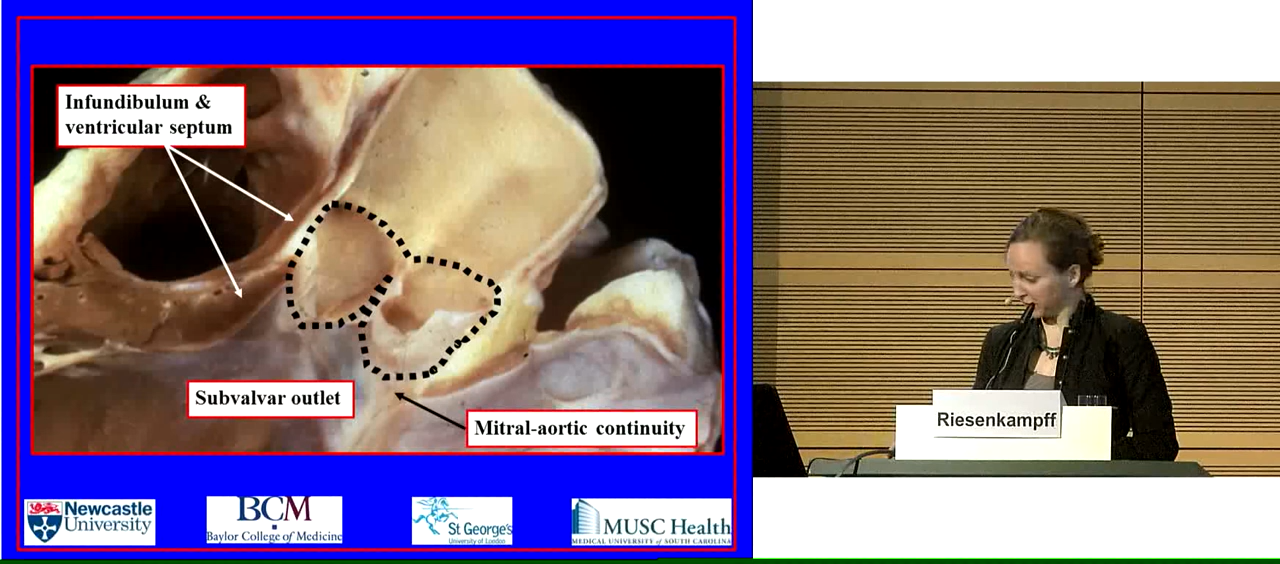 Infundibulum &
ventricular septum
Subvalvar outlet
Mitral-aortic continuity
Newcastle
University
BCM
Baylor College of Medicine
St George's
University of London
MUSC Health
MEDICAL UNIVERSITY of SOUTH CAROLINA
Riesenkampff